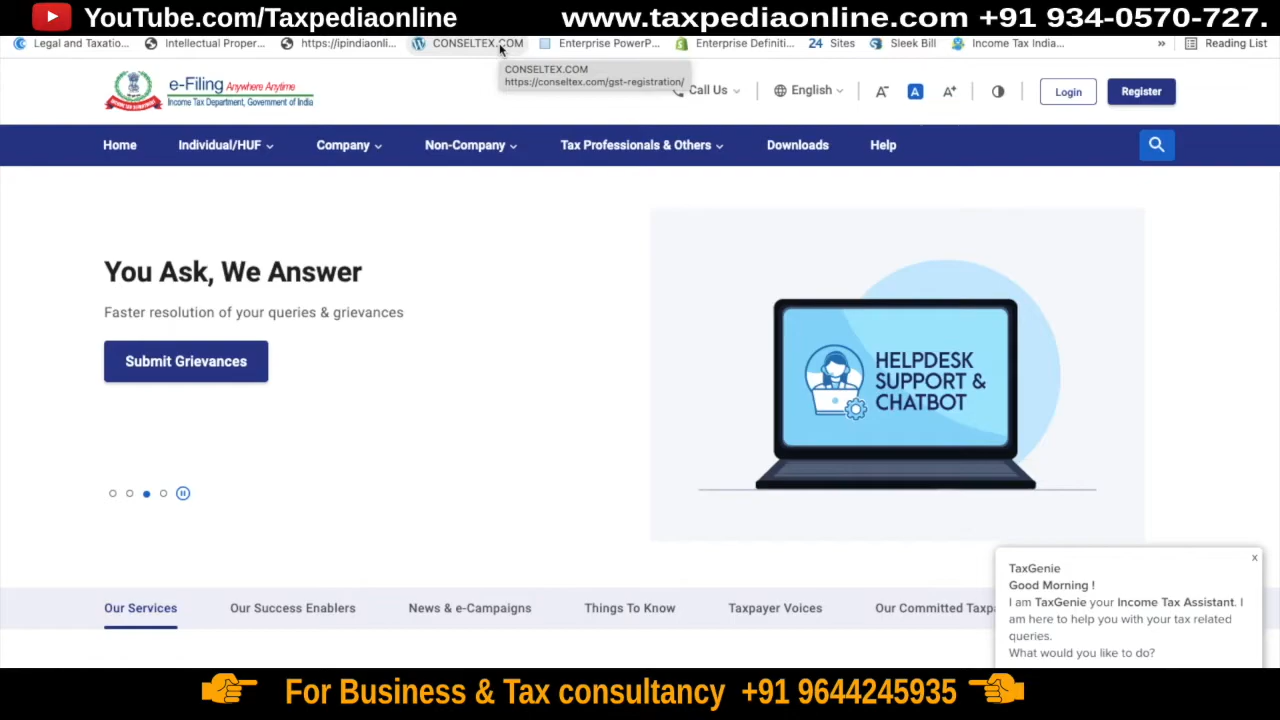 YouTube.com/Taxpediaonline www.taxpediaonline.com +91 934-0570-727.
Legal and Taxatio... Intellectual Proper... https://ipindiaonli... CONSELTEX.COM Enterprise PowerP... Enterprise Definiti... 24 Sites Sleek Bill Income Tax India... » Reading List
CONSELTEX.COM
https://conseltex.com/gst-registration/
e-Filing Anywhere Anytime
Income Tax Department, Government of India
Call Us English A- A A+ Login Register
Home Individual/HUF Company Non-Company Tax Professionals & Others Downloads Help
You Ask, We Answer
Faster resolution of your queries & grievances
Submit Grievances
HELPDESK
SUPPORT &
CHATBOT
Our Services Our Success Enablers News & e-Campaigns Things To Know Taxpayer Voices Our Committed Taxpa
x
TaxGenie
Good Morning !
I am TaxGenie your Income Tax Assistant. I
am here to help you with your tax related
queries.
What would you like to do?
For Business & Tax consultancy +91 9644245935